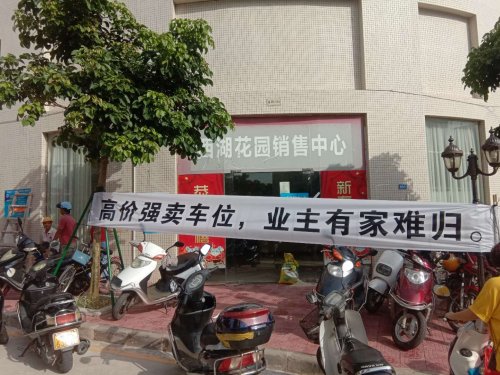 西湖花园销售中心
恭
新
高价强卖车位，业主有家难归。